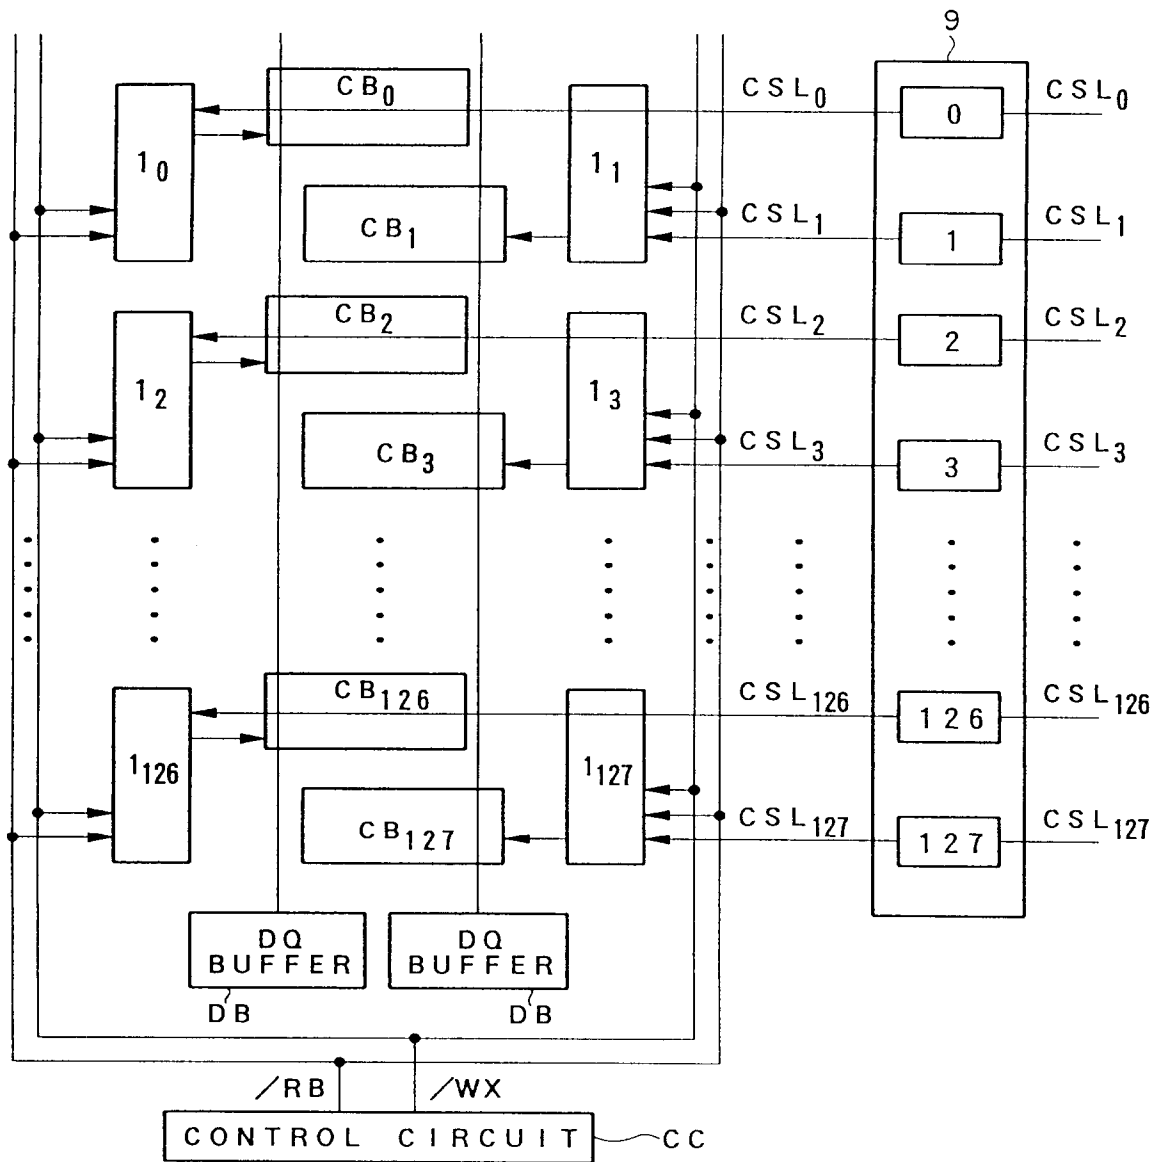 9
CB0 CSL0 0 CSL0
10 11
CB1 CSL1 1 CSL1
CB2 CSL2 2 CSL2
12 13
CB3 CSL3 3 CSL3
CB126 CSL126 126 CSL126
1126 1127
CB127 CSL127 127 CSL127
DQ BUFFER
DQ BUFFER
DB DB
/RB /WX
CONTROL CIRCUIT CC